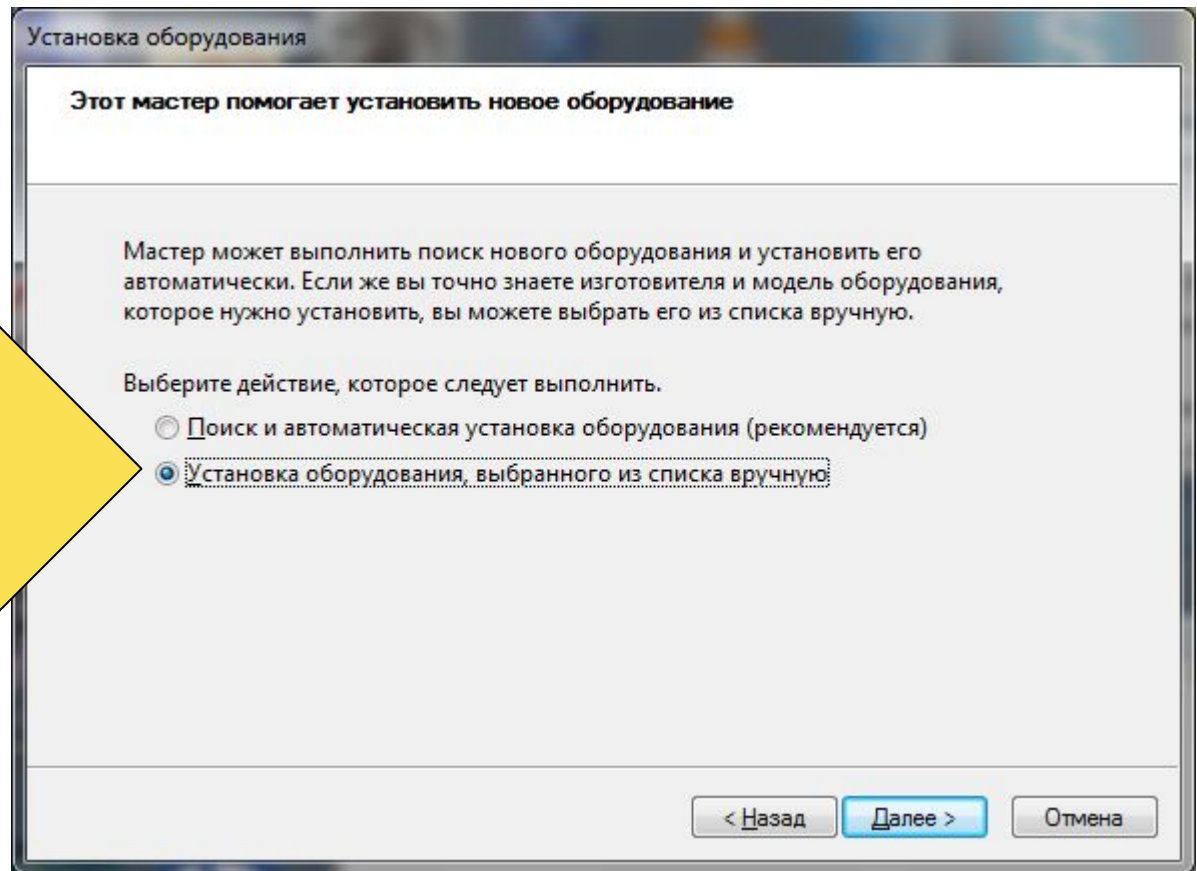 Установка оборудования
Этот мастер помогает установить новое оборудование
Мастер может выполнить поиск нового оборудования и установить его
автоматически. Если же вы точно знаете изготовителя и модель оборудования,
которое нужно установить, вы можете выбрать его из списка вручную.
Выберите действие, которое следует выполнить.
Поиск и автоматическая установка оборудования (рекомендуется)
Установка оборудования, выбранного из списка вручную
< Назад Далее > Отмена